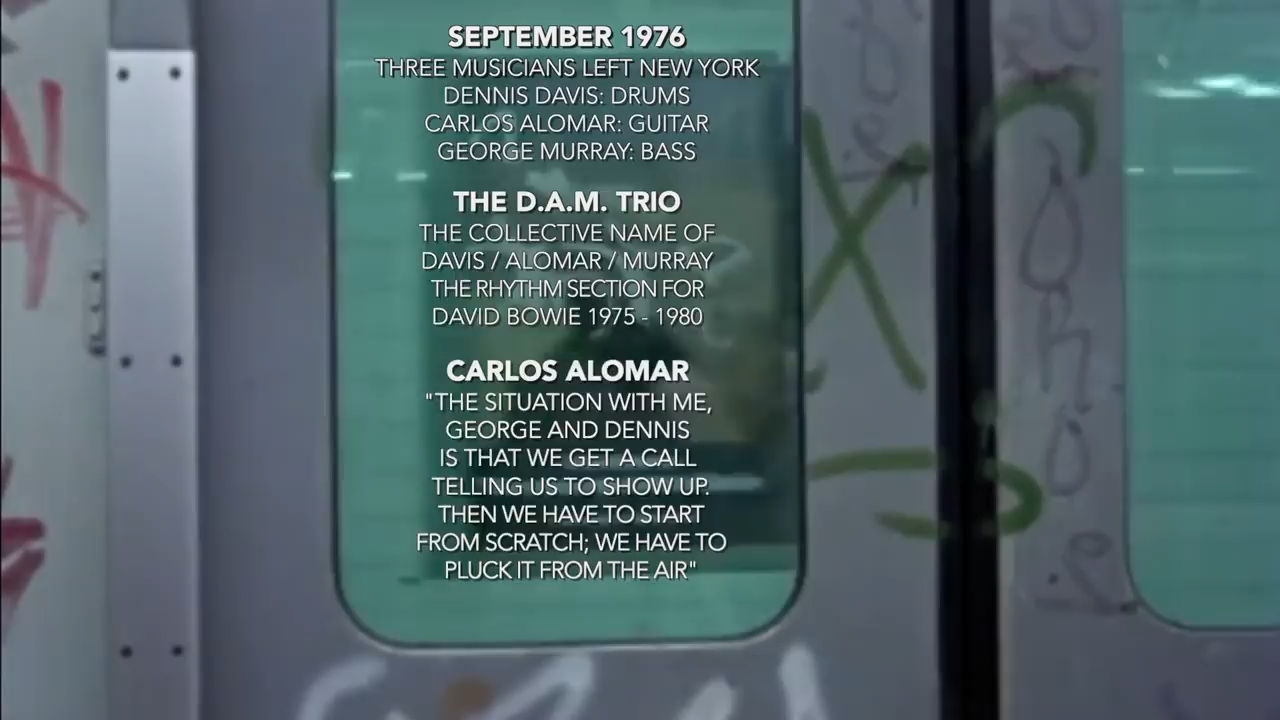 SEPTEMBER 1976
THREE MUSICIANS LEFT NEW YORK
DENNIS DAVIS: DRUMS
CARLOS ALOMAR: GUITAR
GEORGE MURRAY: BASS
THE D.A.M. TRIO
THE COLLECTIVE NAME OF
DAVIS / ALOMAR / MURRAY
THE RHYTHM SECTION FOR
DAVID BOWIE 1975 - 1980
CARLOS ALOMAR
"THE SITUATION WITH ME,
GEORGE AND DENNIS
IS THAT WE GET A CALL
TELLING US TO SHOW UP.
THEN WE HAVE TO START
FROM SCRATCH; WE HAVE TO
PLUCK IT FROM THE AIR"